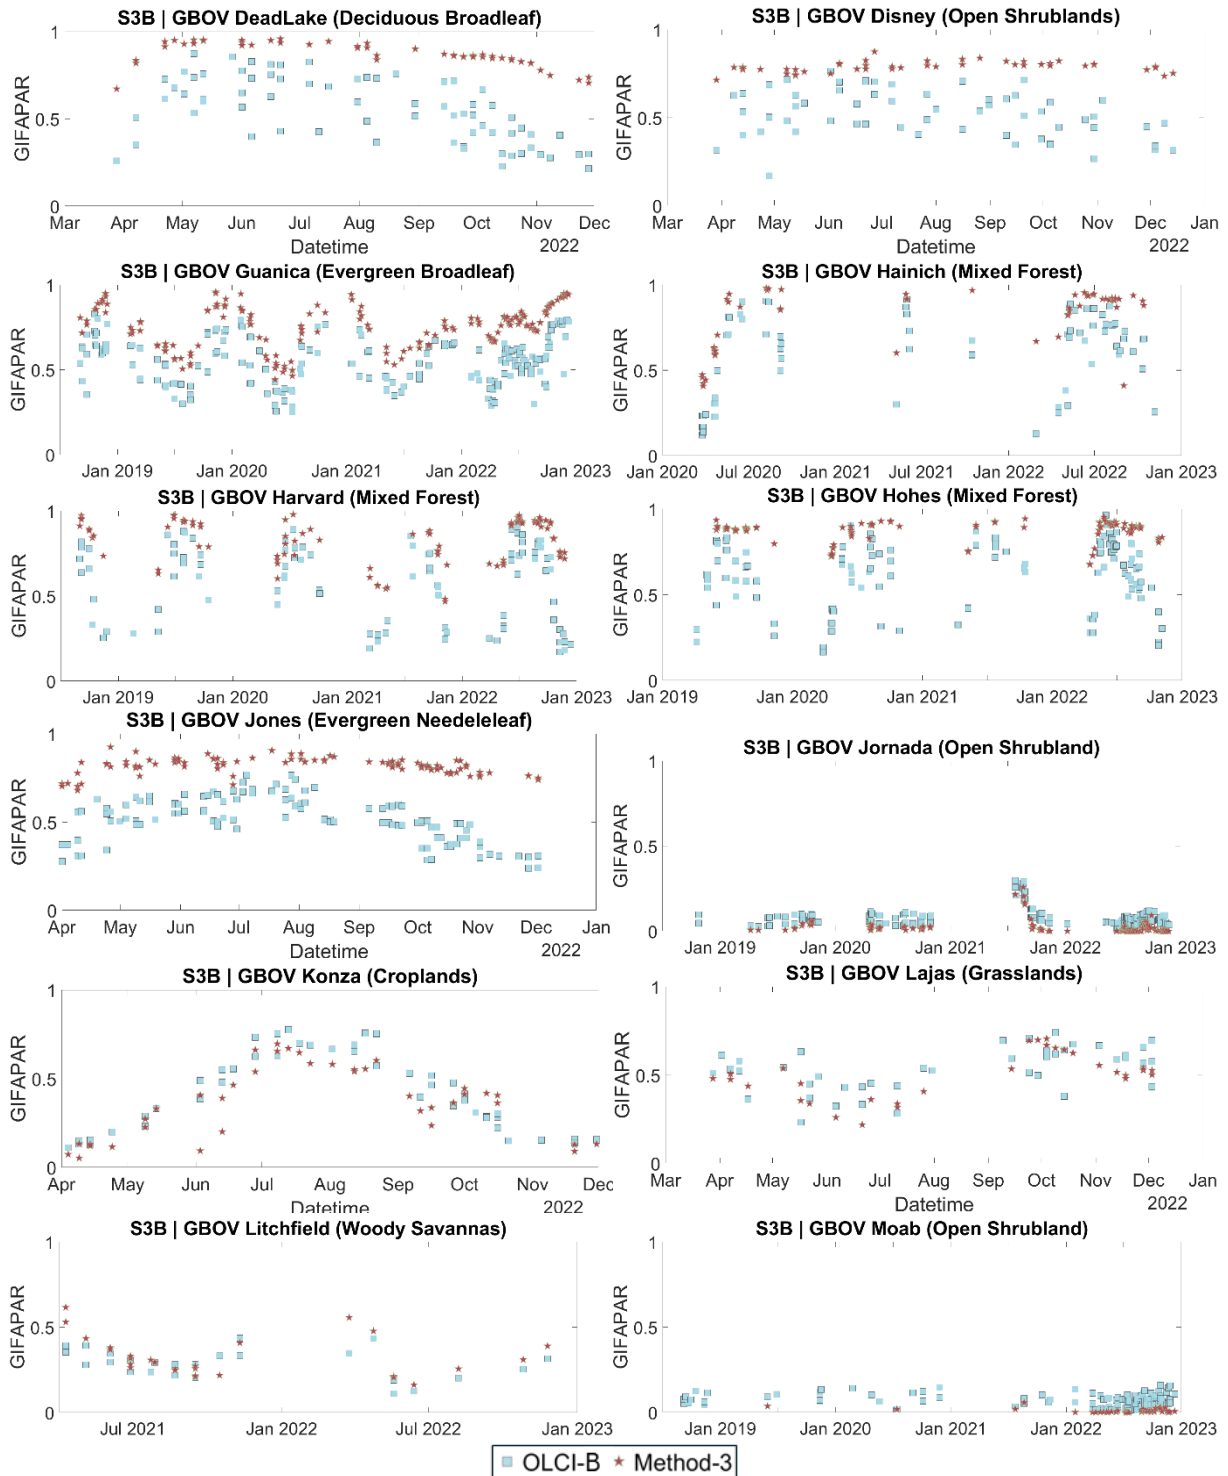 S3B | GBOV DeadLake (Deciduous Broadleaf)
1
0.5
0
GIFAPAR
Mar Apr May Jun Jul Aug Sep Oct Nov Dec
Datetime
2022
S3B | GBOV Disney (Open Shrublands)
1
0.5
0
GIFAPAR
Mar Apr May Jun Jul Aug Sep Oct Nov Dec Jan
Datetime
2022
S3B | GBOV Guanica (Evergreen Broadleaf)
1
0.5
0
GIFAPAR
Jan 2019 Jan 2020 Jan 2021 Jan 2022 Jan 2023
S3B | GBOV Hainich (Mixed Forest)
1
0.5
0
GIFAPAR
Jan 2020 Jul 2020 Jan 2021 Jul 2021 Jan 2022 Jul 2022 Jan 2023
S3B | GBOV Harvard (Mixed Forest)
1
0.5
0
GIFAPAR
Jan 2019 Jan 2020 Jan 2021 Jan 2022 Jan 2023
S3B | GBOV Hohes (Mixed Forest)
1
0.5
0
GIFAPAR
Jan 2019 Jan 2020 Jan 2021 Jan 2022 Jan 2023
S3B | GBOV Jones (Evergreen Needeleleaf)
1
0.5
0
GIFAPAR
Apr May Jun Jul Aug Sep Oct Nov Dec Jan
Datetime
2022
S3B | GBOV Jornada (Open Shrubland)
1
0.5
0
GIFAPAR
Jan 2019 Jan 2020 Jan 2021 Jan 2022 Jan 2023
S3B | GBOV Konza (Croplands)
1
0.5
0
GIFAPAR
Apr May Jun Jul Aug Sep Oct Dec
Datetime
2022
S3B | GBOV Lajas (Grasslands)
1
0.5
0
GIFAPAR
Mar Apr May Jun Jul Aug Sep Oct Nov Dec Jan
Datetime
2022
S3B | GBOV Litchfield (Woody Savannas)
1
0.5
0
GIFAPAR
Jul 2021 Jan 2022 Jul 2022 Jan 2023
S3B | GBOV Moab (Open Shrubland)
1
0.5
0
GIFAPAR
Jan 2019 Jan 2020 Jan 2021 Jan 2022 Jan 2023
OLCI-B Method-3